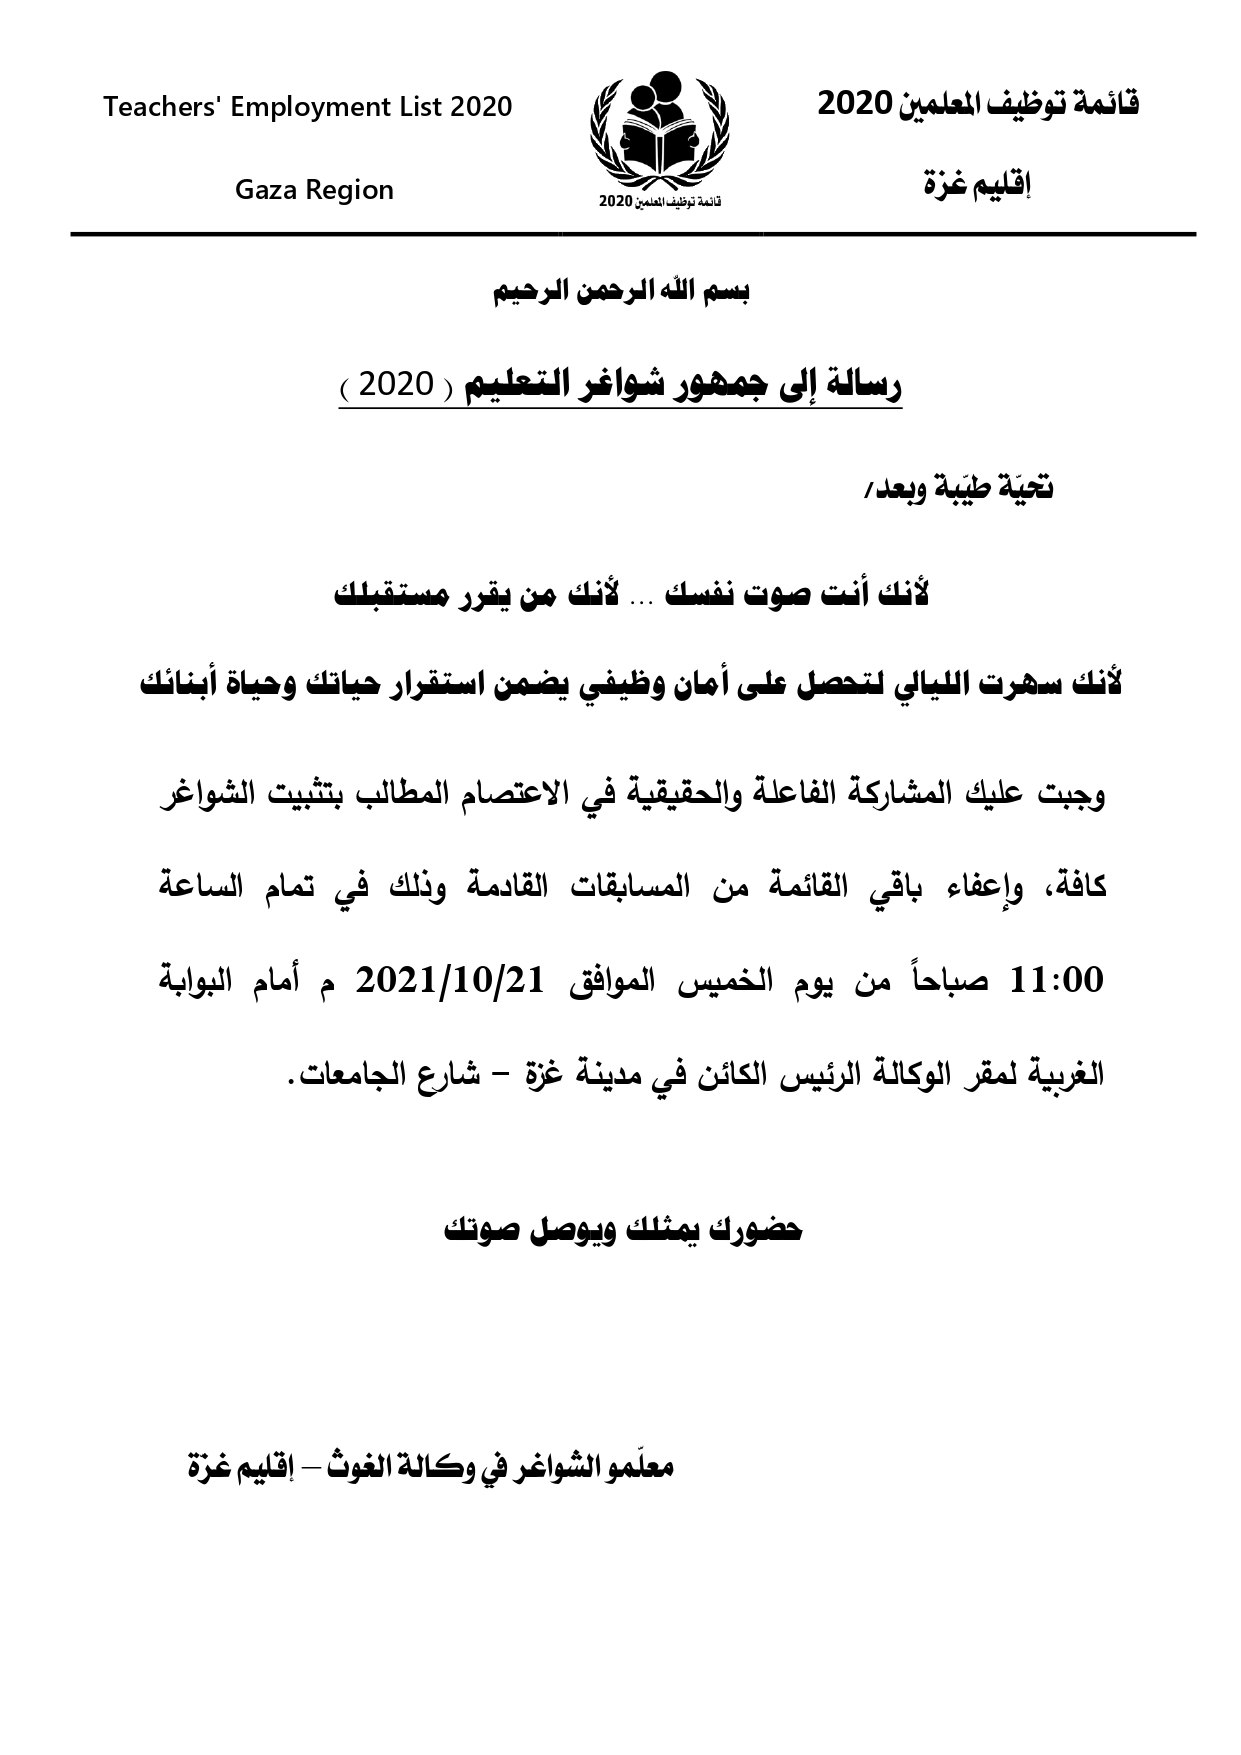 قائمة توظيف المعلمين 2020
Teachers' Employment List 2020
إقليم غزة
Gaza Region
قائمة توظيف المعلمين 2020
بسم الله الرحمن الرحيم
رسالة إلى جمهور شواغر التعليم ( 2020 )
تحيّة طيّبة وبعد/
لأنك أنت صوت نفسك ... لأنك من يقرر مستقبلك
لأنك سهرت الليالي لتحصل على أمان وظيفي يضمن استقرار حياتك وحياة أبنائك
وجبت عليك المشاركة الفاعلة والحقيقية في الاعتصام المطالب بتثبيت الشواغر
كافة، وإعفاء باقي القائمة من المسابقات القادمة وذلك في تمام الساعة
11:00 صباحاً من يوم الخميس الموافق 2021/10/21 م أمام البوابة
الغربية لمقر الوكالة الرئيس الكائن في مدينة غزة – شارع الجامعات.
حضورك يمثلك ويوصل صوتك
معلّمو الشواغر في وكالة الغوث – إقليم غزة